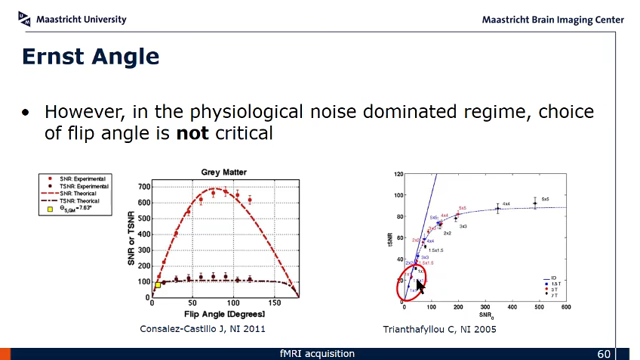 Maastricht University
Maastricht Brain Imaging Center
Ernst Angle
• However, in the physiological noise dominated regime, choice
of flip angle is not critical
Grey Matter
SNR: Experimental
TSNR: Experimental
SNR: Theorical
TSNR: Theorical
SNR or TSNR
700
600
500
400
300
200
100
0
0
50
100
150
Flip Angle [Degrees]
Consalez-Castillo J, NI 2011
tSNR
120
100
80
60
40
20
0
0
100
200
300
400
500
600
SNR0
1.5 T
3 T
7 T
Trianthafyllou C, NI 2005
fMRI acquisition
60